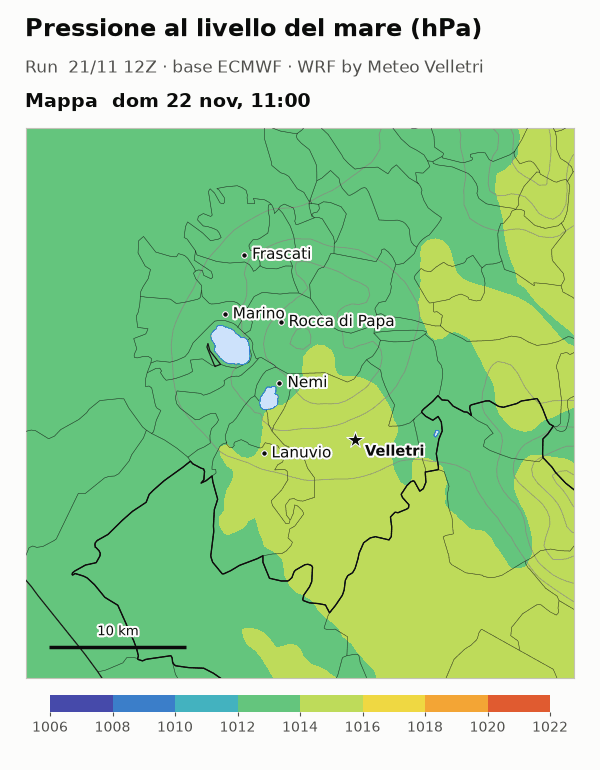 Pressione al livello del mare (hPa)
Run  21/11 12Z · base ECMWF · WRF by Meteo Velletri
Mappa  dom 22 nov, 11:00
Frascati
Marino
Rocca di Papa
Nemi
Velletri
Lanuvio
10 km
1006 1008 1010 1012 1014 1016 1018 1020 1022